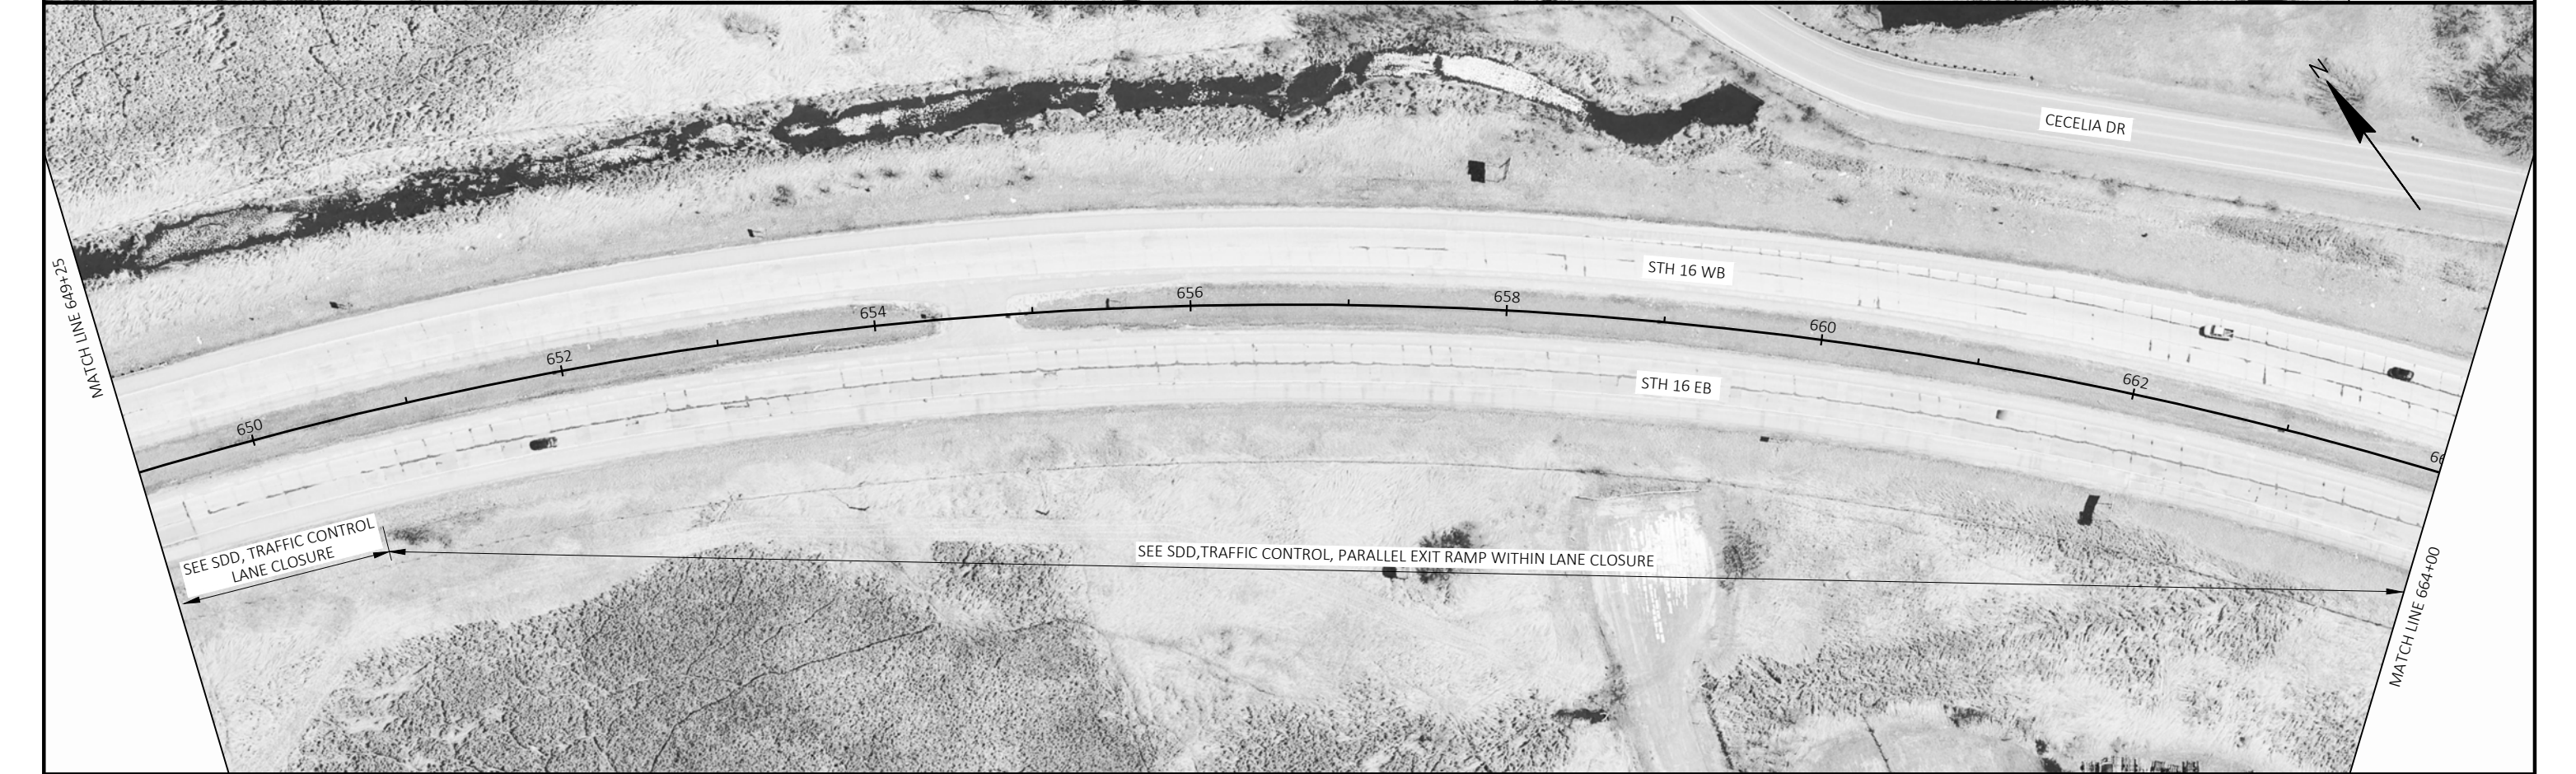 N
CECELIA DR
MATCH LINE 649+25
STH 16 WB
650
652
654
656
658
660
662
STH 16 EB
SEE SDD, TRAFFIC CONTROL
LANE CLOSURE
SEE SDD,TRAFFIC CONTROL, PARALLEL EXIT RAMP WITHIN LANE CLOSURE
MATCH LINE 664+00